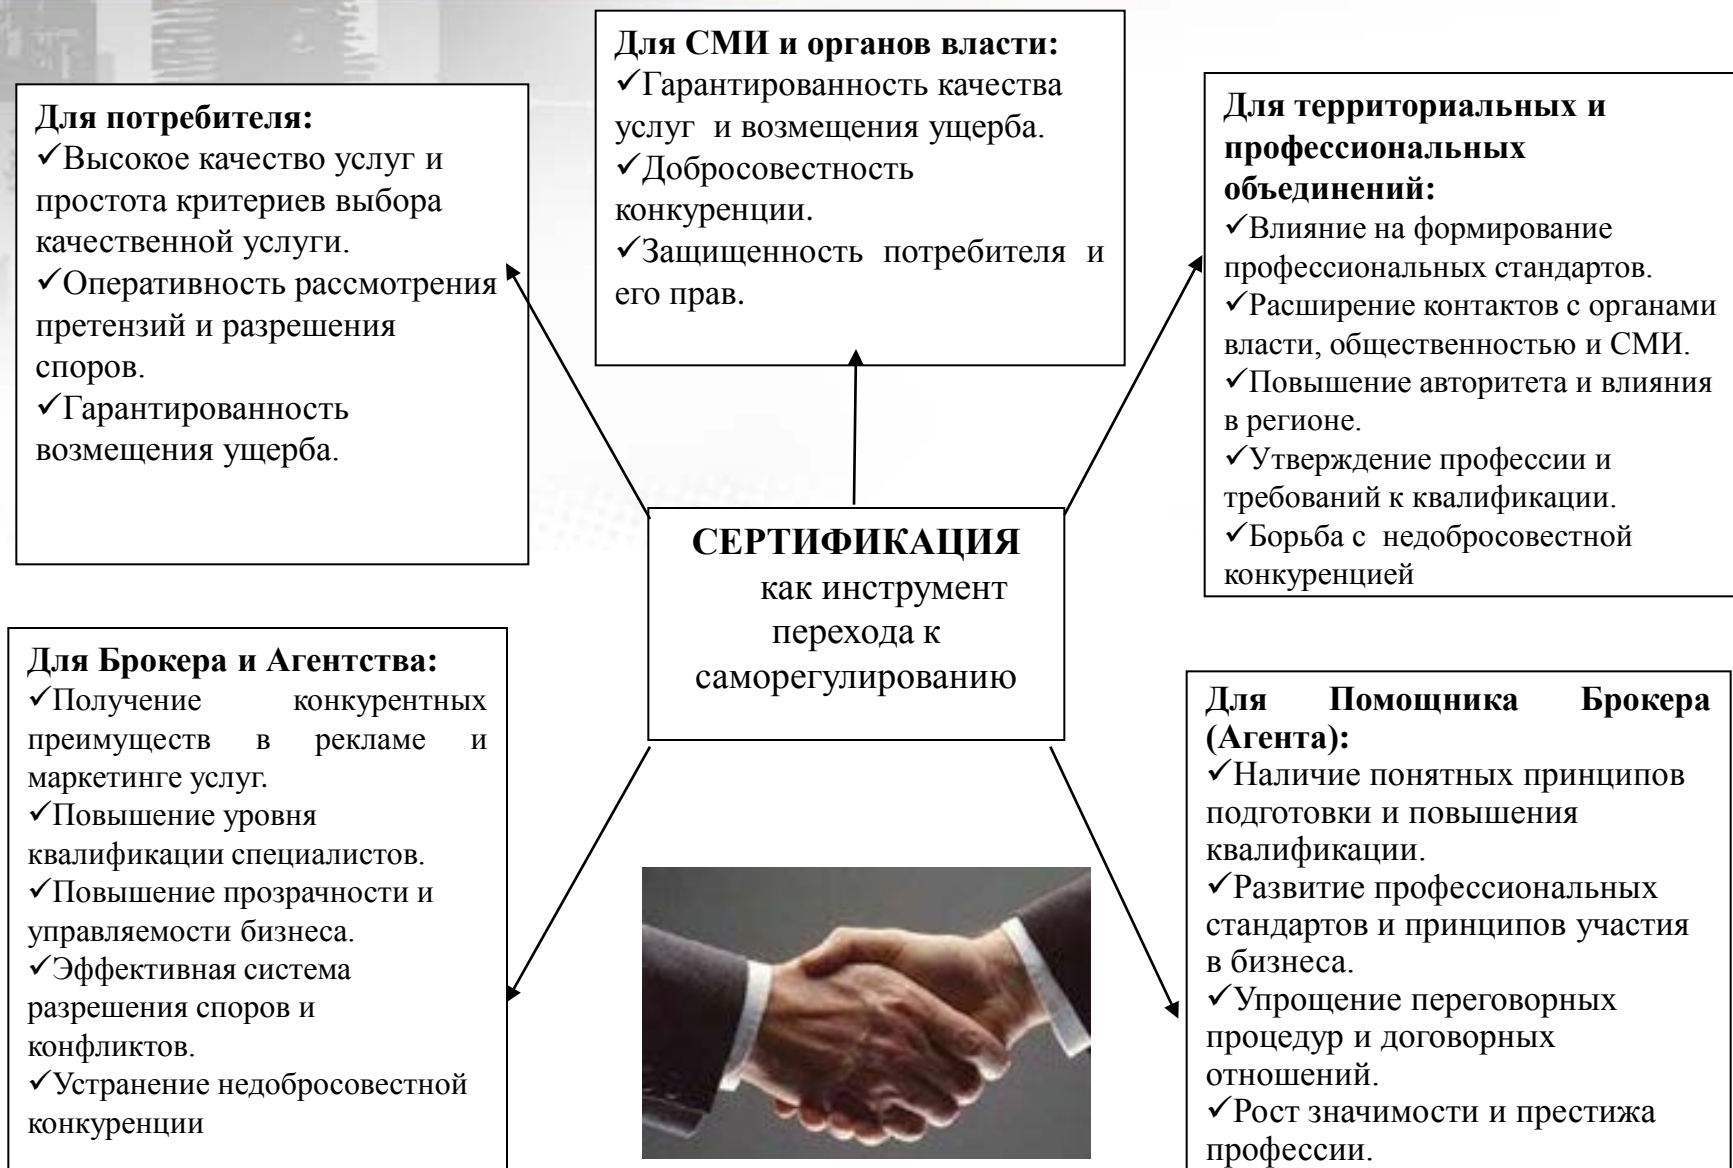 Для потребителя:
✓Высокое качество услуг и
простота критериев выбора
качественной услуги.
✓Оперативность рассмотрения
претензий и разрешения
споров.
✓Гарантированность
возмещения ущерба.
Для СМИ и органов власти:
✓Гарантированность качества
услуг и возмещения ущерба.
✓Добросовестность
конкуренции.
✓Защищенность потребителя и
его прав.
Для территориальных и
профессиональных
объединений:
✓Влияние на формирование
профессиональных стандартов.
✓Расширение контактов с органами
власти, общественностью и СМИ.
✓Повышение авторитета и влияния
в регионе.
✓Утверждение профессии и
требований к квалификации.
✓Борьба с недобросовестной
конкуренцией
СЕРТИФИКАЦИЯ
как инструмент
перехода к
саморегулированию
Для Брокера и Агентства:
✓Получение конкурентных
преимуществ в рекламе и
маркетинге услуг.
✓Повышение уровня
квалификации специалистов.
✓Повышение прозрачности и
управляемости бизнеса.
✓Эффективная система
разрешения споров и
конфликтов.
✓Устранение недобросовестной
конкуренции
Для Помощника Брокера
(Агента):
✓Наличие понятных принципов
подготовки и повышения
квалификации.
✓Развитие профессиональных
стандартов и принципов участия
в бизнеса.
✓Упрощение переговорных
процедур и договорных
отношений.
✓Рост значимости и престижа
профессии.